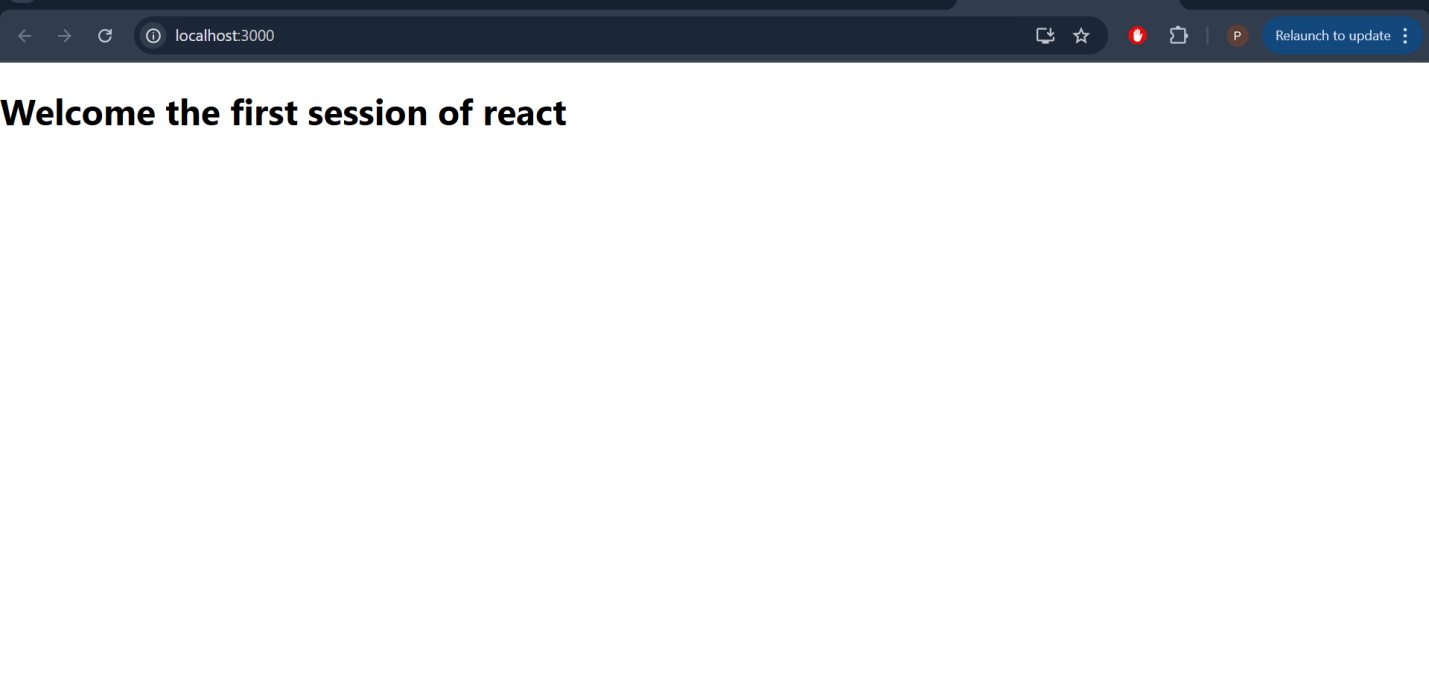 localhost:3000
P
Relaunch to update
Welcome the first session of react